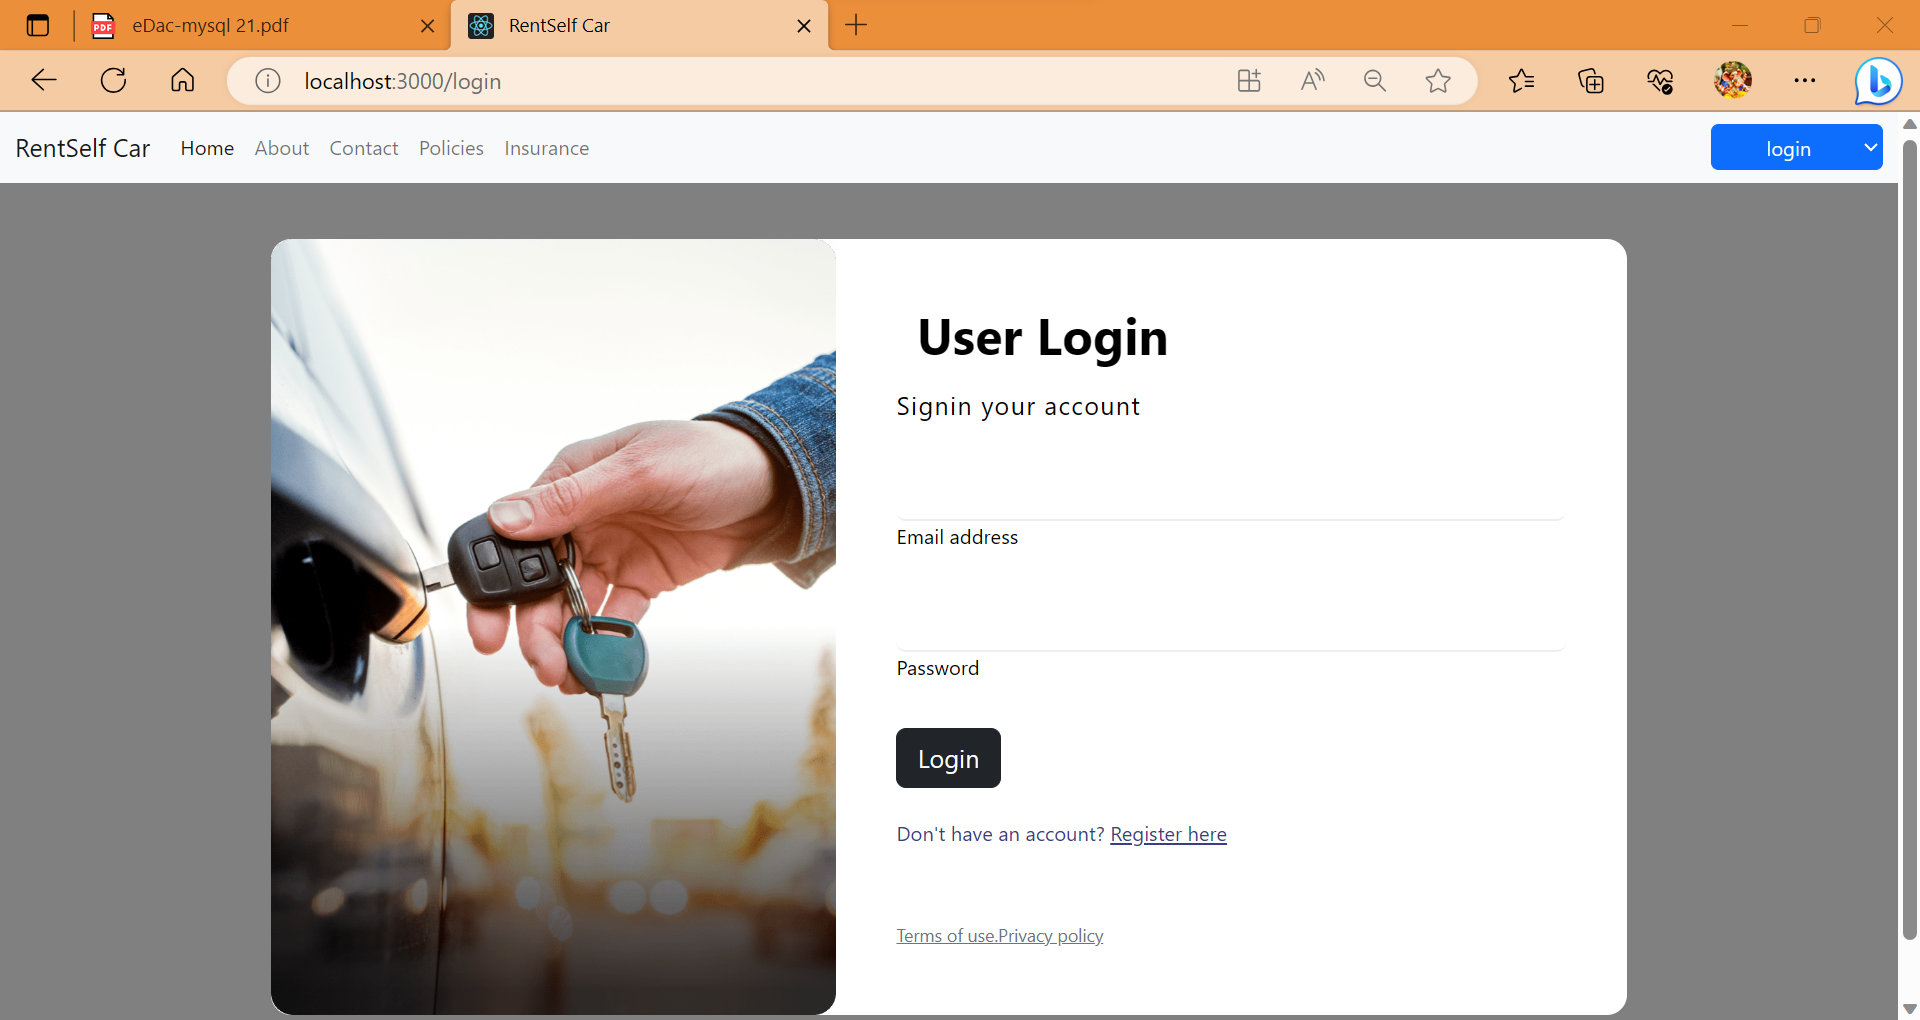 eDac-mysql 21.pdf
RentSelf Car
localhost:3000/login
RentSelf Car Home About Contact Policies Insurance
login
User Login
Signin your account
Email address
Password
Login
Don't have an account? Register here
Terms of use.Privacy policy